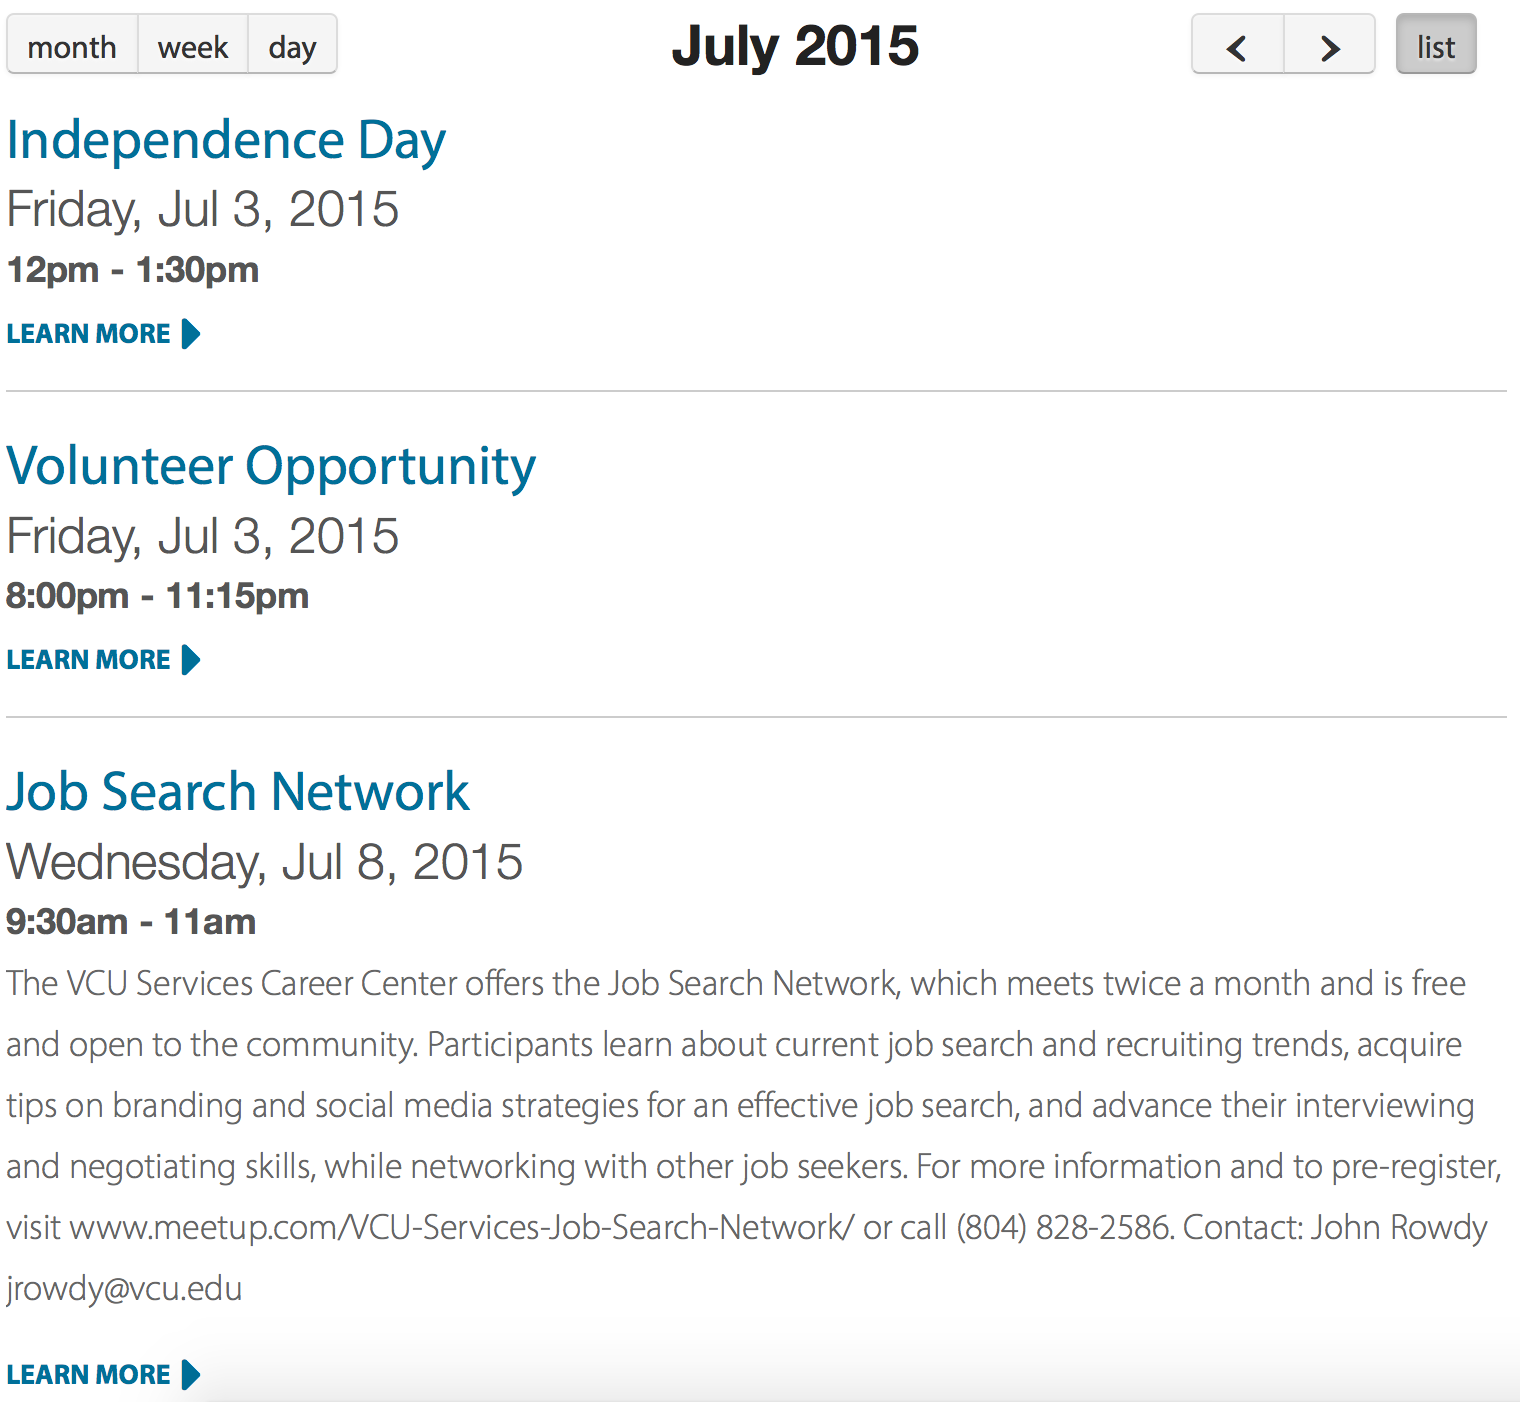 month week day July 2015 < > list
Independence Day
Friday, Jul 3, 2015
12pm - 1:30pm
LEARN MORE
Volunteer Opportunity
Friday, Jul 3, 2015
8:00pm - 11:15pm
LEARN MORE
Job Search Network
Wednesday, Jul 8, 2015
9:30am - 11am
The VCU Services Career Center offers the Job Search Network, which meets twice a month and is free
and open to the community. Participants learn about current job search and recruiting trends, acquire
tips on branding and social media strategies for an effective job search, and advance their interviewing
and negotiating skills, while networking with other job seekers. For more information and to pre-register,
visit www.meetup.com/VCU-Services-Job-Search-Network/ or call (804) 828-2586. Contact: John Rowdy
jrowdy@vcu.edu
LEARN MORE